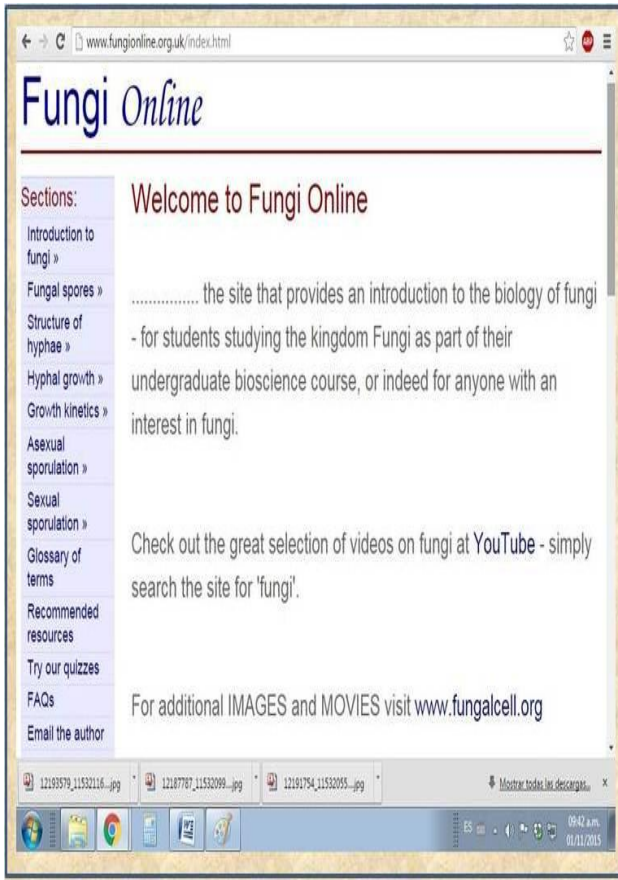 www.fungionline.org.uk/index.html
ABP
Fungi Online
Sections:
Introduction to
fungi »
Fungal spores »
Structure of
hyphae »
Hyphal growth »
Growth kinetics »
Asexual
sporulation »
Sexual
sporulation »
Glossary of
terms
Recommended
resources
Try our quizzes
FAQs
Email the author
Welcome to Fungi Online
................ the site that provides an introduction to the biology of fungi
- for students studying the kingdom Fungi as part of their
undergraduate bioscience course, or indeed for anyone with an
interest in fungi.
Check out the great selection of videos on fungi at YouTube - simply
search the site for 'fungi'.
For additional IMAGES and MOVIES visit www.fungalcell.org
12193579_11532116....jpg
12187787_11532099....jpg
12191754_11532055....jpg
Mostrar todas las descargas...
ES
09:42 a.m.
01/11/2015